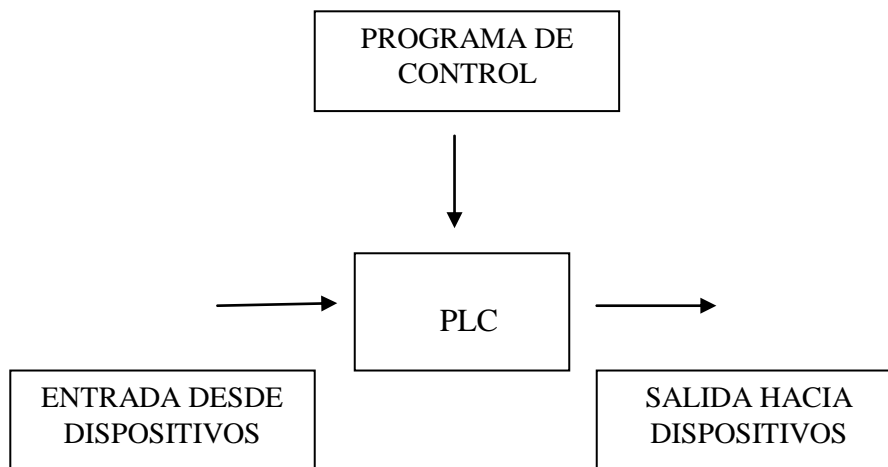 PROGRAMA DE
CONTROL
PLC
ENTRADA DESDE
DISPOSITIVOS
SALIDA HACIA
DISPOSITIVOS